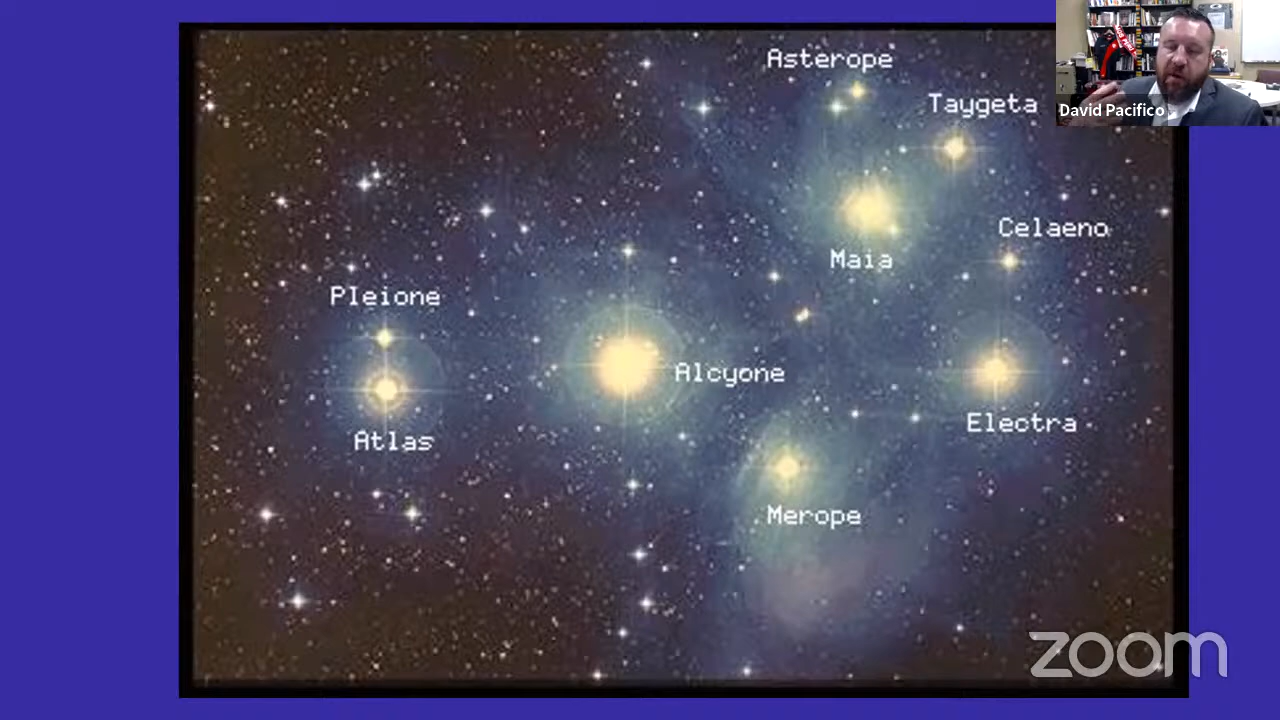 Asterope
Taygeta
David Pacifico
Celaeno
Maia
Pleione
Alcyone
Electra
Atlas
Merope
zoom